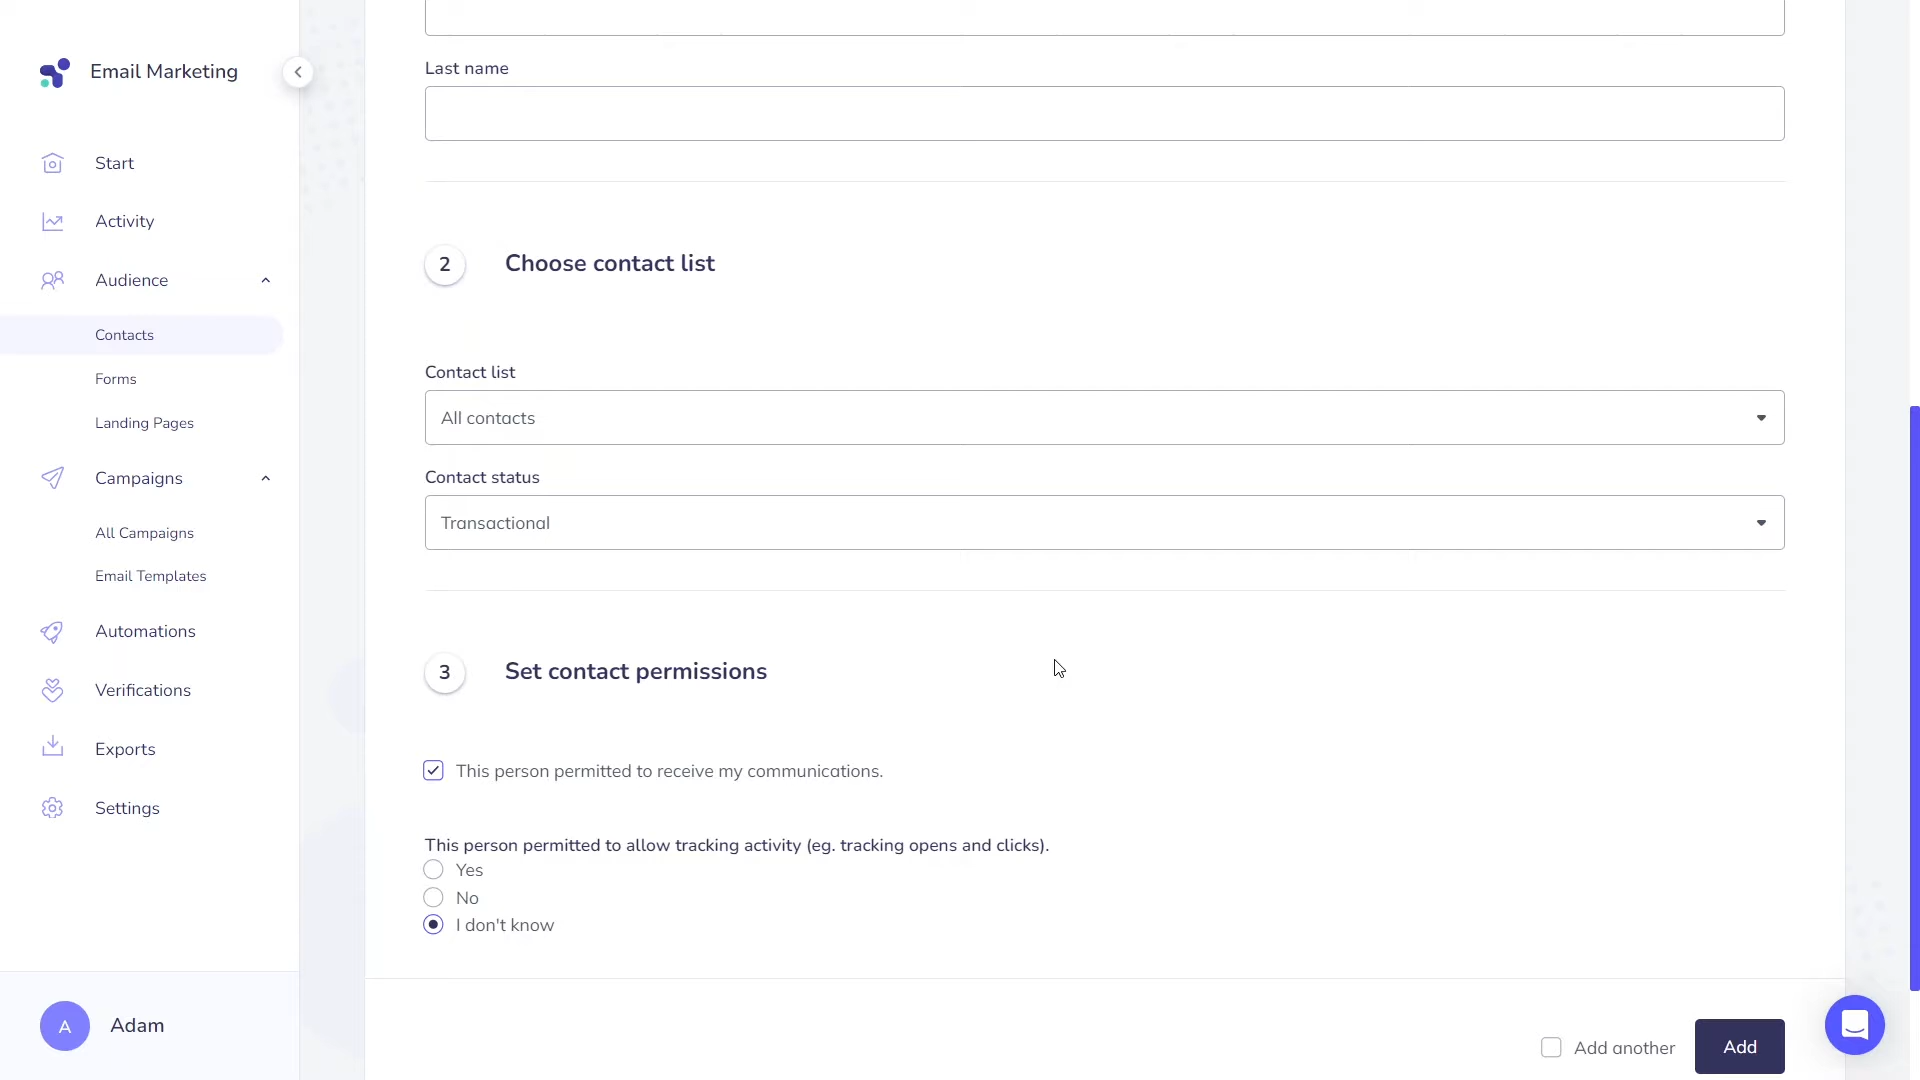 Email Marketing
Start
Activity
Audience
Contacts
Forms
Landing Pages
Campaigns
All Campaigns
Email Templates
Automations
Verifications
Exports
Settings
A
Adam
Last name
2
Choose contact list
Contact list
All contacts
Contact status
Transactional
3
Set contact permissions
This person permitted to receive my communications.
This person permitted to allow tracking activity (eg. tracking opens and clicks).
Yes
No
I don't know
Add another
Add